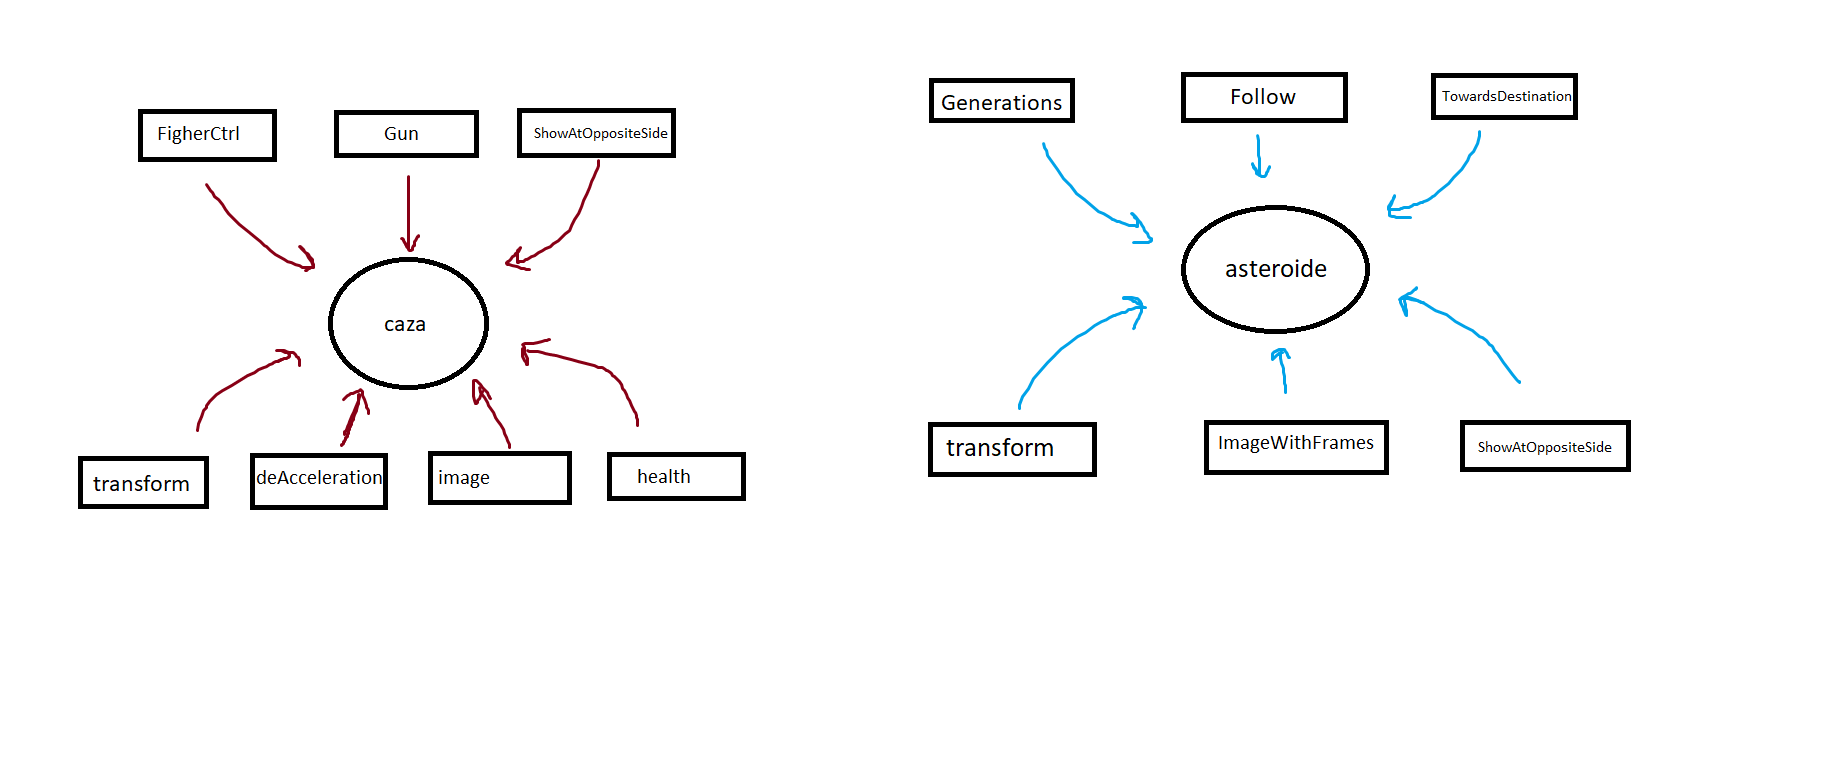 FigherCtrl
Gun
ShowAtOppositeSide
caza
transform
deAcceleration
image
health
Generations
Follow
TowardsDestination
asteroide
transform
ImageWithFrames
ShowAtOppositeSide